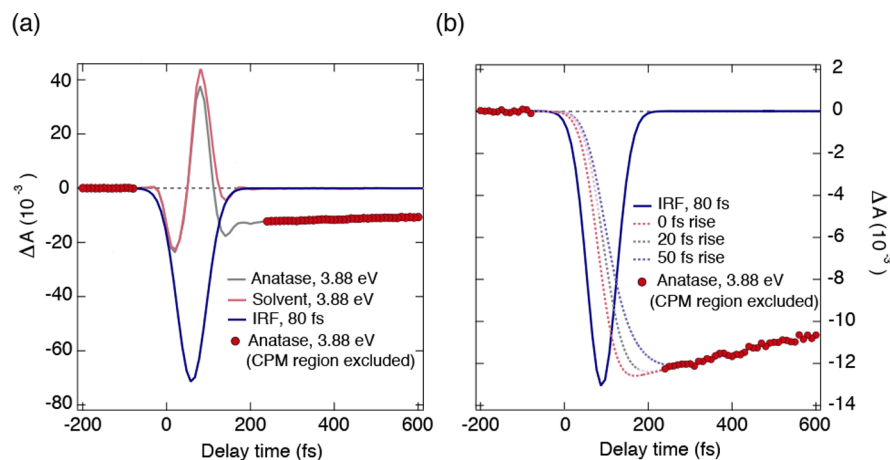 (a)
(b)
40
20
0
-20
-40
-60
-80
ΔA (10⁻³)
Anatase, 3.88 eV
Solvent, 3.88 eV
IRF, 80 fs
Anatase, 3.88 eV
(CPM region excluded)
-200
0
200
400
600
Delay time (fs)
2
0
-2
-4
-6
-8
-10
-12
-14
ΔA (10⁻³)
IRF, 80 fs
0 fs rise
20 fs rise
50 fs rise
Anatase, 3.88 eV
(CPM region excluded)
-200
0
200
400
600
Delay time (fs)